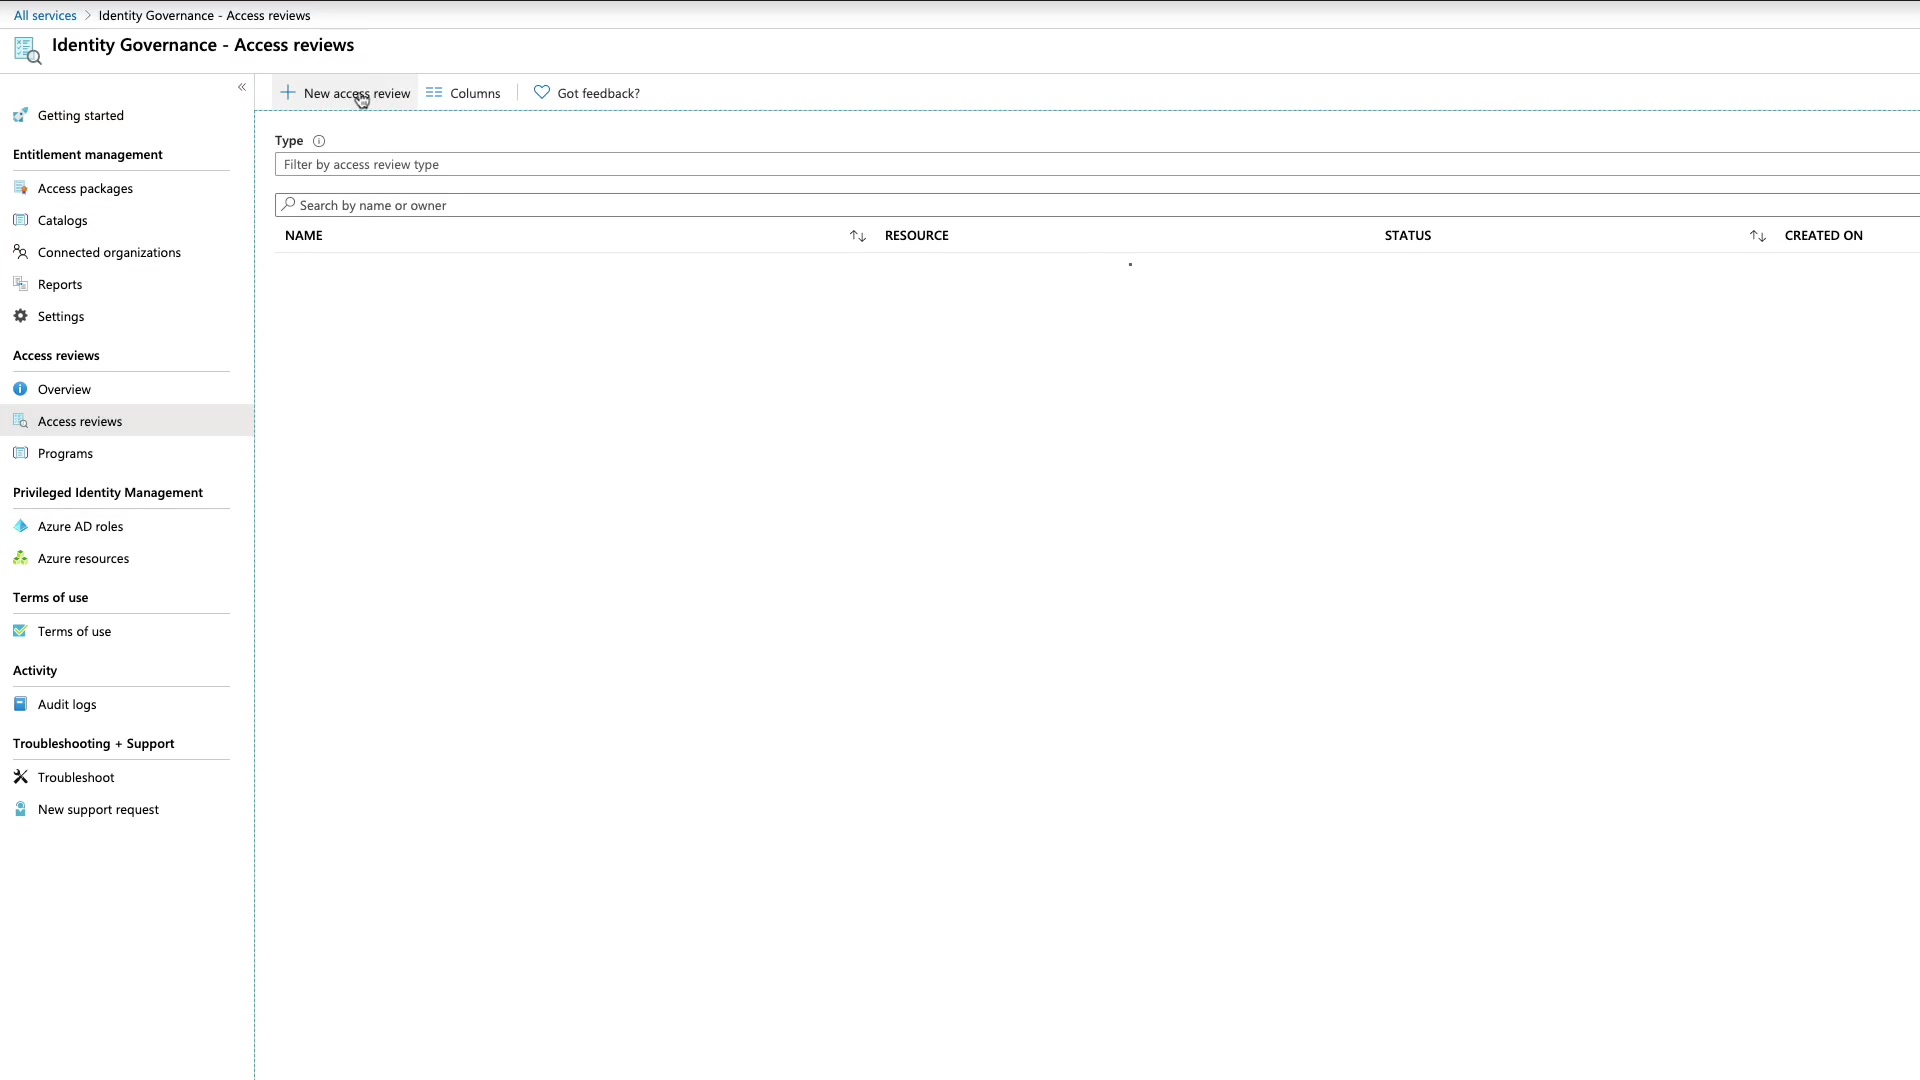 All services > Identity Governance - Access reviews
Identity Governance - Access reviews
«
Getting started
Entitlement management
Access packages
Catalogs
Connected organizations
Reports
Settings
Access reviews
Overview
Access reviews
Programs
Privileged Identity Management
Azure AD roles
Azure resources
Terms of use
Terms of use
Activity
Audit logs
Troubleshooting + Support
Troubleshoot
New support request
New access review Columns Got feedback?
Type
Filter by access review type
Search by name or owner
NAME RESOURCE STATUS CREATED ON